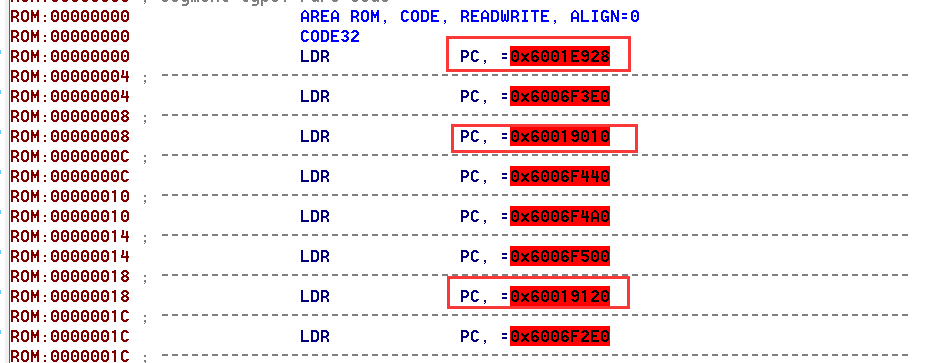 ROM:00000000 AREA ROM, CODE, READWRITE, ALIGN=0
ROM:00000000 CODE32
ROM:00000000 LDR PC, =0x6001E928
ROM:00000004 ; ---------------------------------------------------------------------------
ROM:00000004 LDR PC, =0x6006F3E0
ROM:00000008 ; ---------------------------------------------------------------------------
ROM:00000008 LDR PC, =0x60019010
ROM:0000000C ; ---------------------------------------------------------------------------
ROM:0000000C LDR PC, =0x6006F440
ROM:00000010 ; ---------------------------------------------------------------------------
ROM:00000010 LDR PC, =0x6006F4A0
ROM:00000014 ; ---------------------------------------------------------------------------
ROM:00000014 LDR PC, =0x6006F500
ROM:00000018 ; ---------------------------------------------------------------------------
ROM:00000018 LDR PC, =0x60019120
ROM:0000001C ; ---------------------------------------------------------------------------
ROM:0000001C LDR PC, =0x6006F2E0
ROM:0000001C ; ---------------------------------------------------------------------------